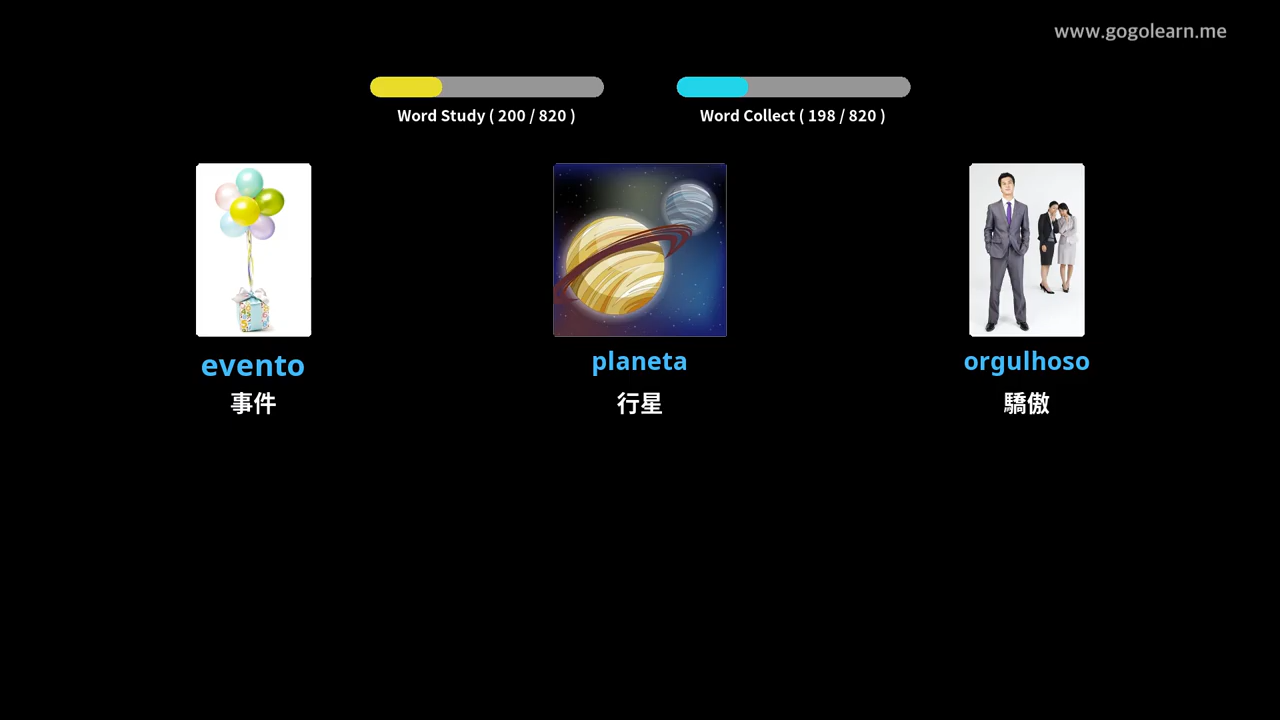 www.gogolearn.me
Word Study ( 200 / 820 )
Word Collect ( 198 / 820 )
evento
planeta
orgulhoso
事件
行星
驕傲